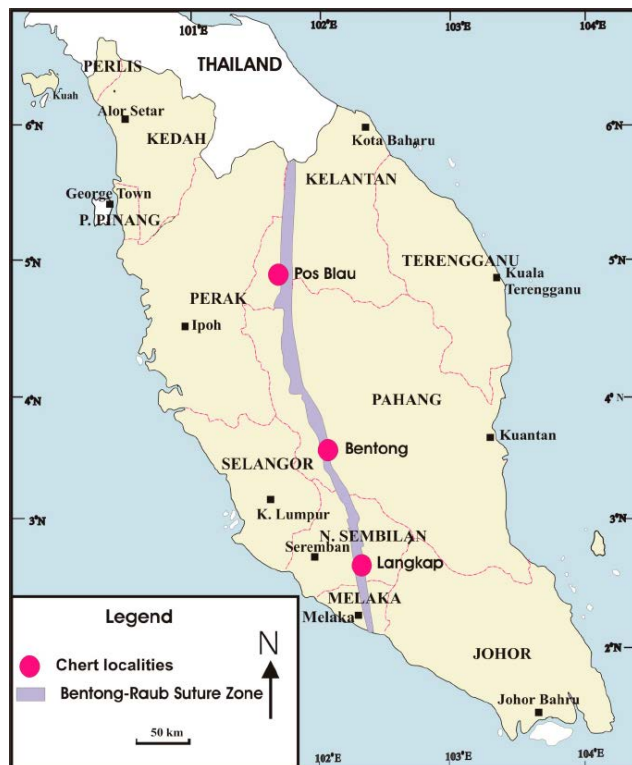 101°E
102°E
103°E
104°E
THAILAND
PERLIS
Kuah
Alor Setar
KEDAH
6°N
Kota Baharu
6°N
KELANTAN
George Town
P. PINANG
5°N
Pos Blau
TERENGGANU
Kuala
Terengganu
5°N
PERAK
Ipoh
4°N
PAHANG
4°N
Bentong
Kuantan
SELANGOR
K. Lumpur
3°N
N. SEMBILAN
3°N
Seremban
Langkap
MELAKA
Melaka
Legend
N
2°N
JOHOR
Chert localities
Bentong-Raub Suture Zone
Johor Bahru
50 km
102°E
103°E
104°E